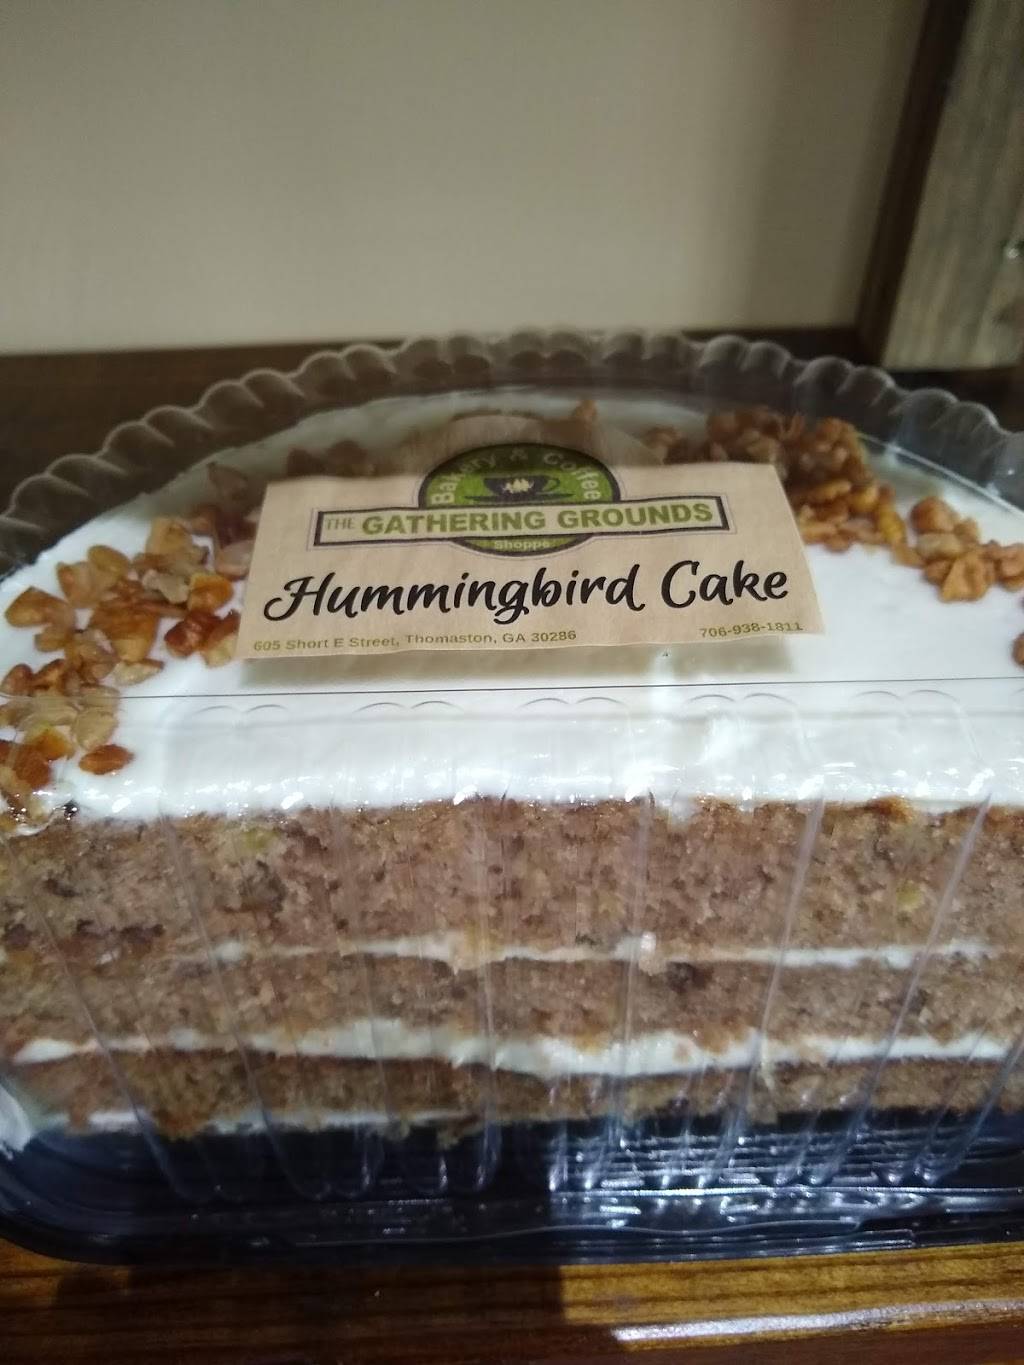 Bakery & Coffee
THE GATHERING GROUNDS
Shoppe
Hummingbird Cake
605 Short E Street, Thomaston, GA 30286
706-938-1811